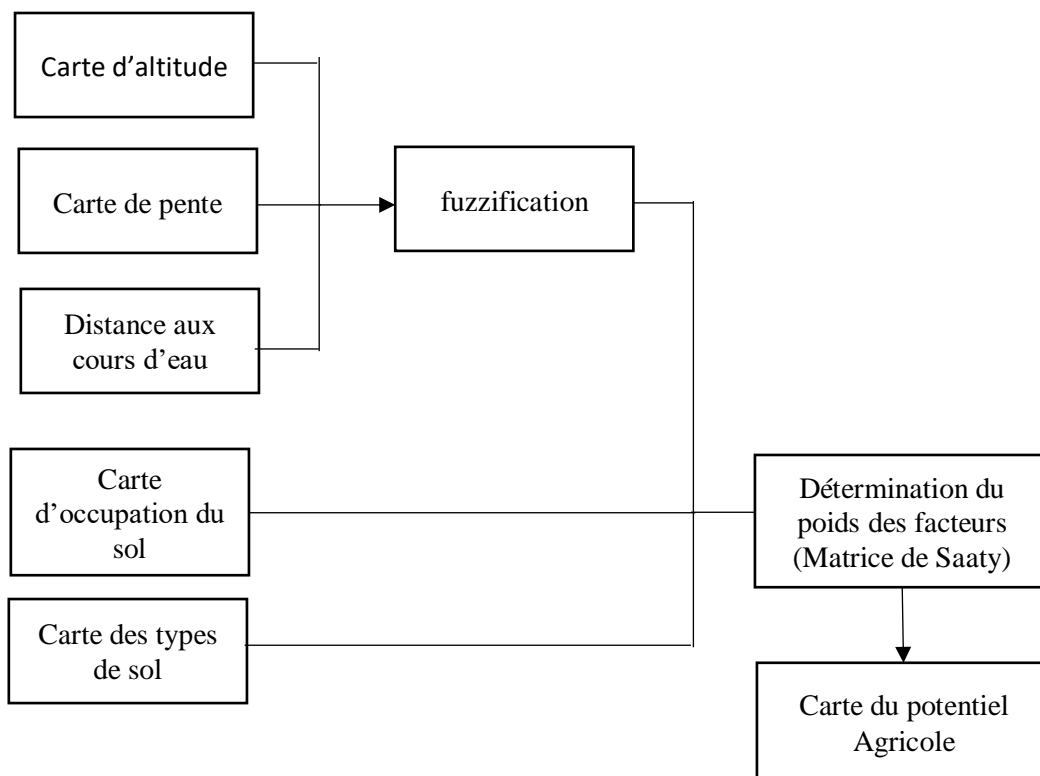 Carte d’altitude
Carte de pente
fuzzification
Distance aux
cours d’eau
Carte
d’occupation du
sol
Détermination du
poids des facteurs
(Matrice de Saaty)
Carte des types
de sol
Carte du potentiel
Agricole